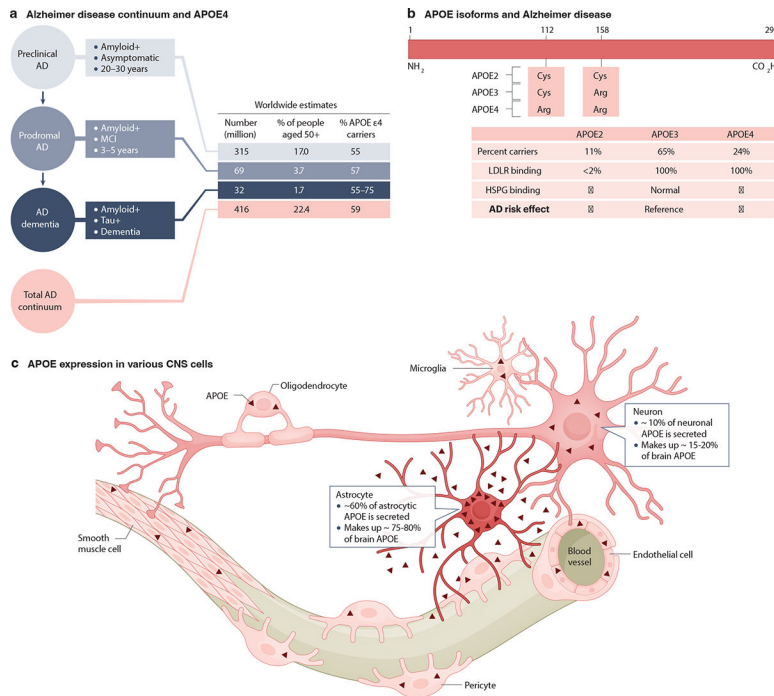 a Alzheimer disease continuum and APOE4
Preclinical AD
• Amyloid+
• Asymptomatic
• 20–30 years
Prodromal AD
• Amyloid+
• MCI
• 3–5 years
AD dementia
• Amyloid+
• Tau+
• Dementia
Total AD continuum
Worldwide estimates
Number (million) % of people aged 50+ % APOE ε4 carriers
315 17.0 55
69 3.7 57
32 1.7 55–75
416 22.4 59
b APOE isoforms and Alzheimer disease
1 112 158 29
NH2 CO2H
APOE2 Cys Cys
APOE3 Cys Arg
APOE4 Arg Arg
APOE2 APOE3 APOE4
Percent carriers 11% 65% 24%
LDLR binding <2% 100% 100%
HSPG binding Normal
AD risk effect Reference
c APOE expression in various CNS cells
Microglia
Oligodendrocyte
APOE
Neuron
• ~ 10% of neuronal
APOE is secreted
• Makes up ~ 15-20%
of brain APOE
Astrocyte
• ~60% of astrocytic
APOE is secreted
• Makes up ~ 75-80%
of brain APOE
Smooth
muscle cell
Blood
vessel
Endothelial cell
Pericyte